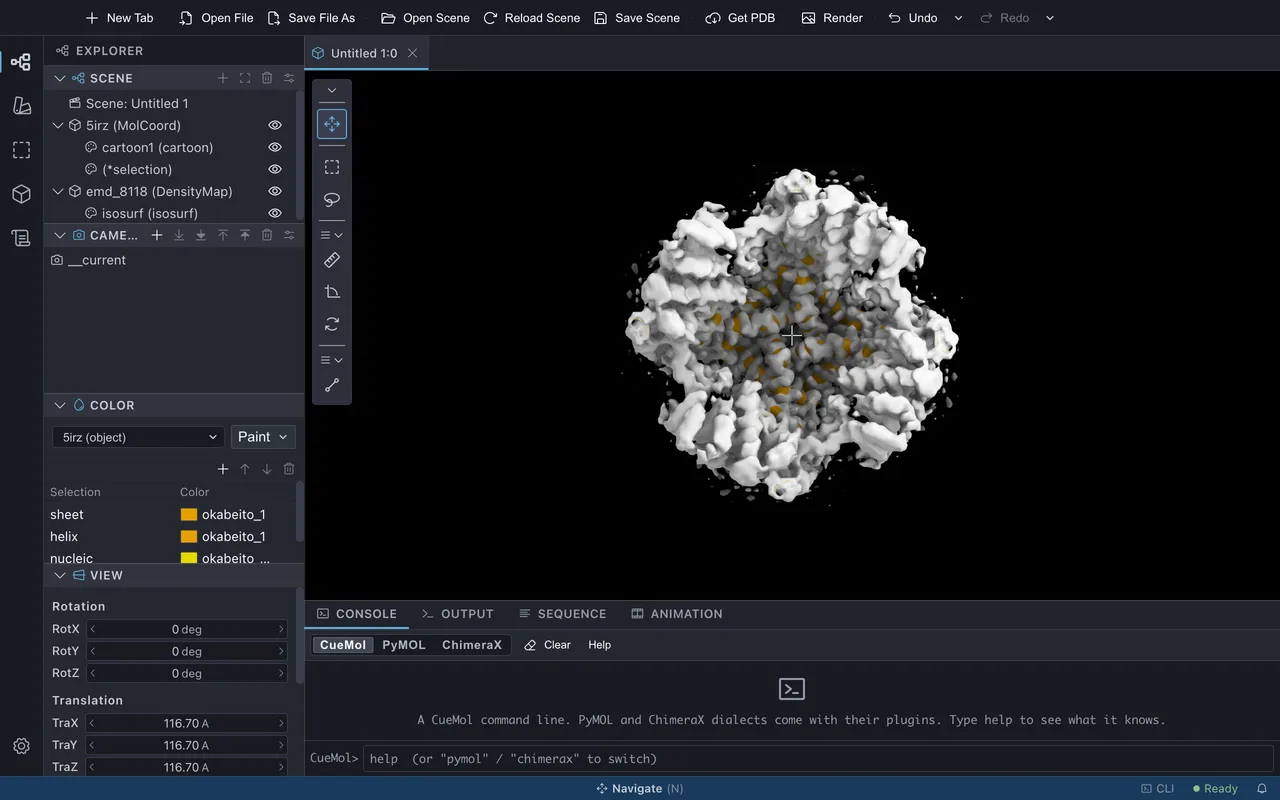 New Tab Open File Save File As Open Scene Reload Scene Save Scene Get PDB Render Undo Redo
EXPLORER
Untitled 1:0
SCENE
Scene: Untitled 1
5irz (MolCoord)
cartoon1 (cartoon)
(*selection)
emd_8118 (DensityMap)
isosurf (isosurf)
CAME...
__current
COLOR
5irz (object) Paint
Selection Color
sheet okabeito_1
helix okabeito_1
nucleic okabeito_...
VIEW
Rotation
RotX 0 deg
RotY 0 deg
RotZ 0 deg
Translation
TraX 116.70 A
TraY 116.70 A
TraZ 116.70 A
CONSOLE OUTPUT SEQUENCE ANIMATION
CueMol PyMOL ChimeraX Clear Help
A CueMol command line. PyMOL and ChimeraX dialects come with their plugins. Type help to see what it knows.
CueMol> help (or "pymol" / "chimerax" to switch)
Navigate (N)
CLI Ready